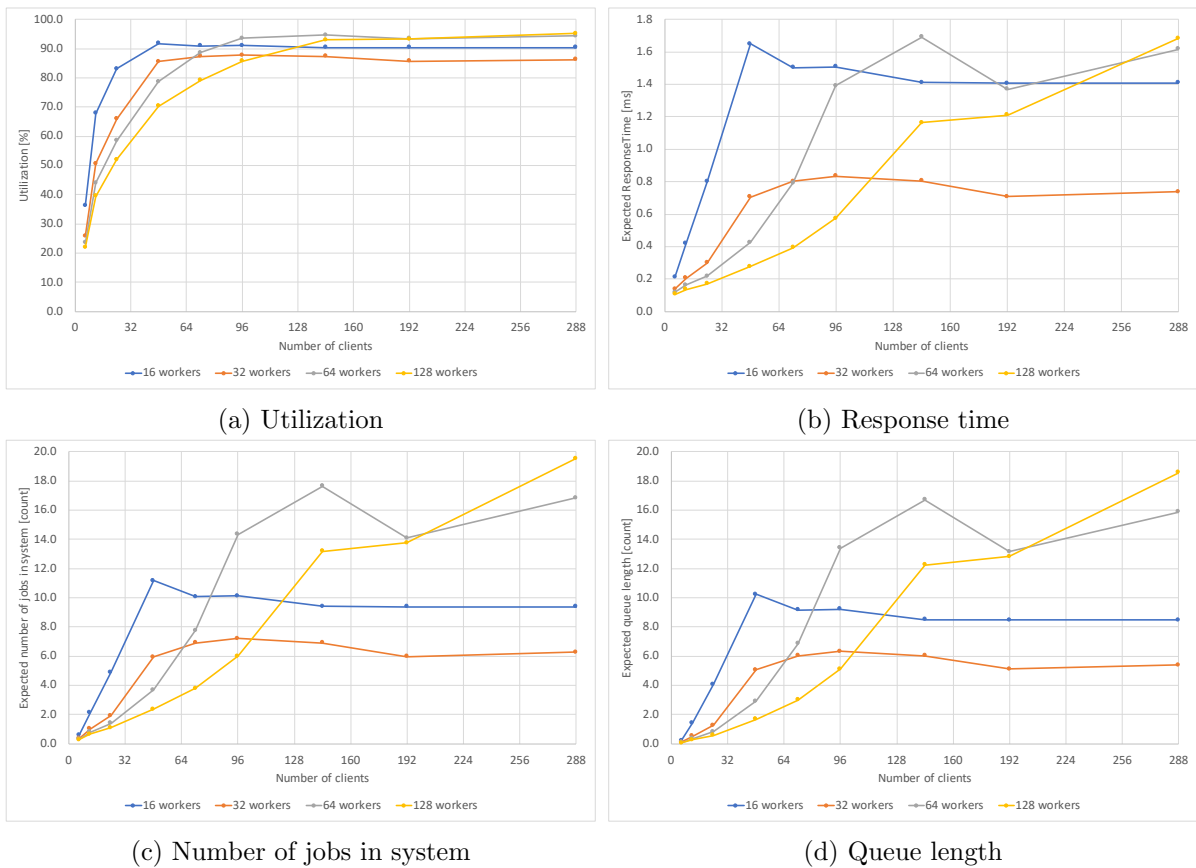 100.0
90.0
80.0
70.0
60.0
50.0
40.0
30.0
20.0
10.0
0.0
Utilization [%]
0 32 64 96 128 160 192 224 256 288
Number of clients
16 workers 32 workers 64 workers 128 workers
(a) Utilization
1.8
1.6
1.4
1.2
1.0
0.8
0.6
0.4
0.2
0.0
Expected ResponseTime [ms]
0 32 64 96 128 160 192 224 256 288
Number of clients
16 workers 32 workers 64 workers 128 workers
(b) Response time
20.0
18.0
16.0
14.0
12.0
10.0
8.0
6.0
4.0
2.0
0.0
Expected number of jobs in system [count]
0 32 64 96 128 160 192 224 256 288
Number of clients
16 workers 32 workers 64 workers 128 workers
(c) Number of jobs in system
20.0
18.0
16.0
14.0
12.0
10.0
8.0
6.0
4.0
2.0
0.0
Expected queue length [count]
0 32 64 96 128 160 192 224 256 288
Number of clients
16 workers 32 workers 64 workers 128 workers
(d) Queue length